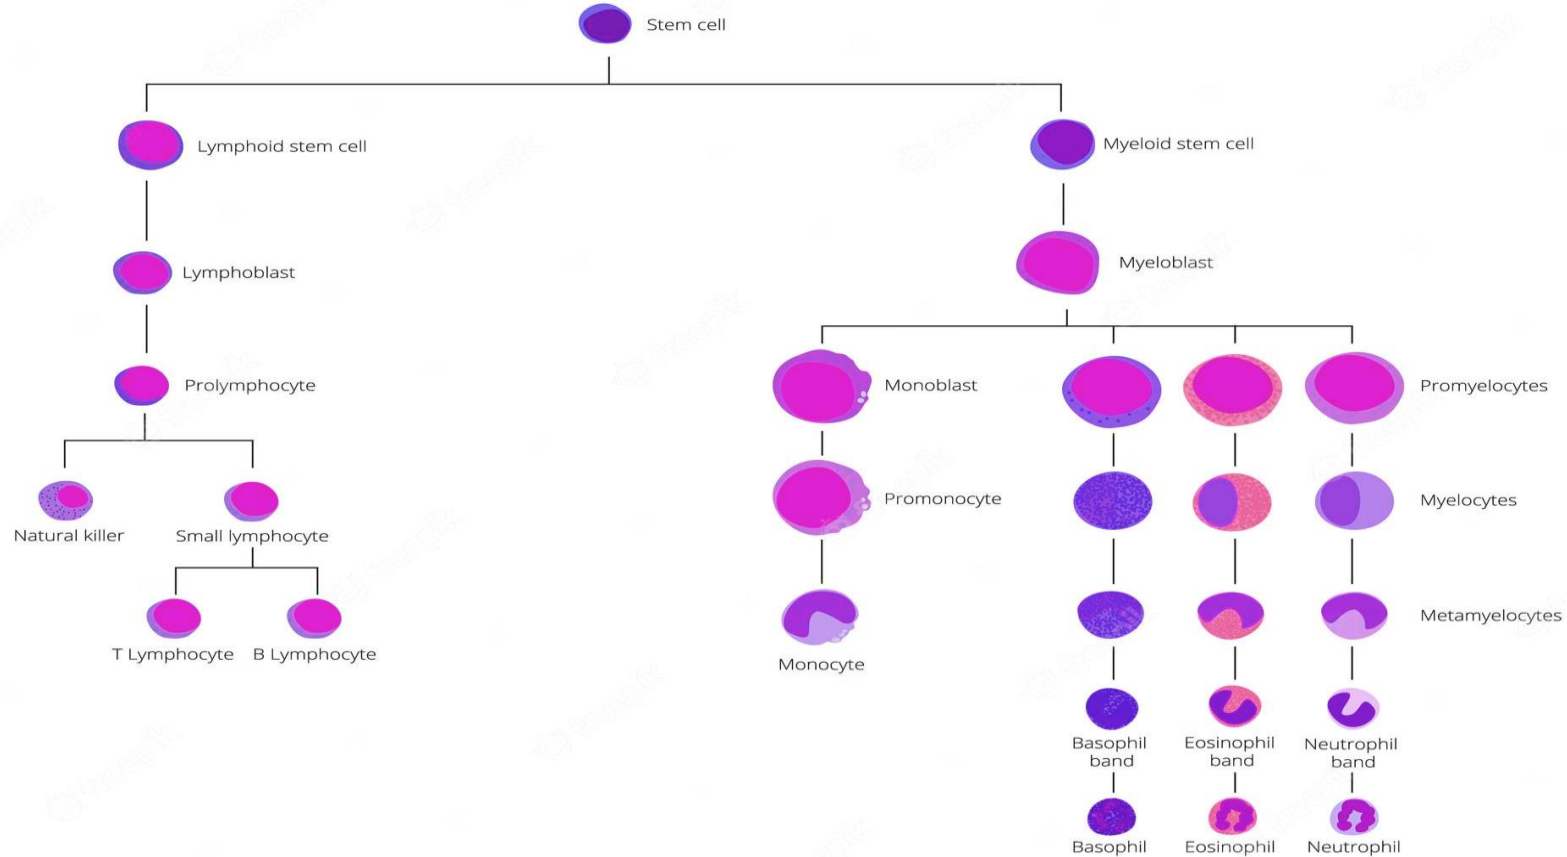 Stem cell
Lymphoid stem cell
Myeloid stem cell
Lymphoblast
Myeloblast
Prolymphocyte
Monoblast
Promyelocytes
Natural killer
Small lymphocyte
Promonocyte
Myelocytes
T Lymphocyte
B Lymphocyte
Monocyte
Metamyelocytes
Basophil
band
Eosinophil
band
Neutrophil
band
Basophil
Eosinophil
Neutrophil